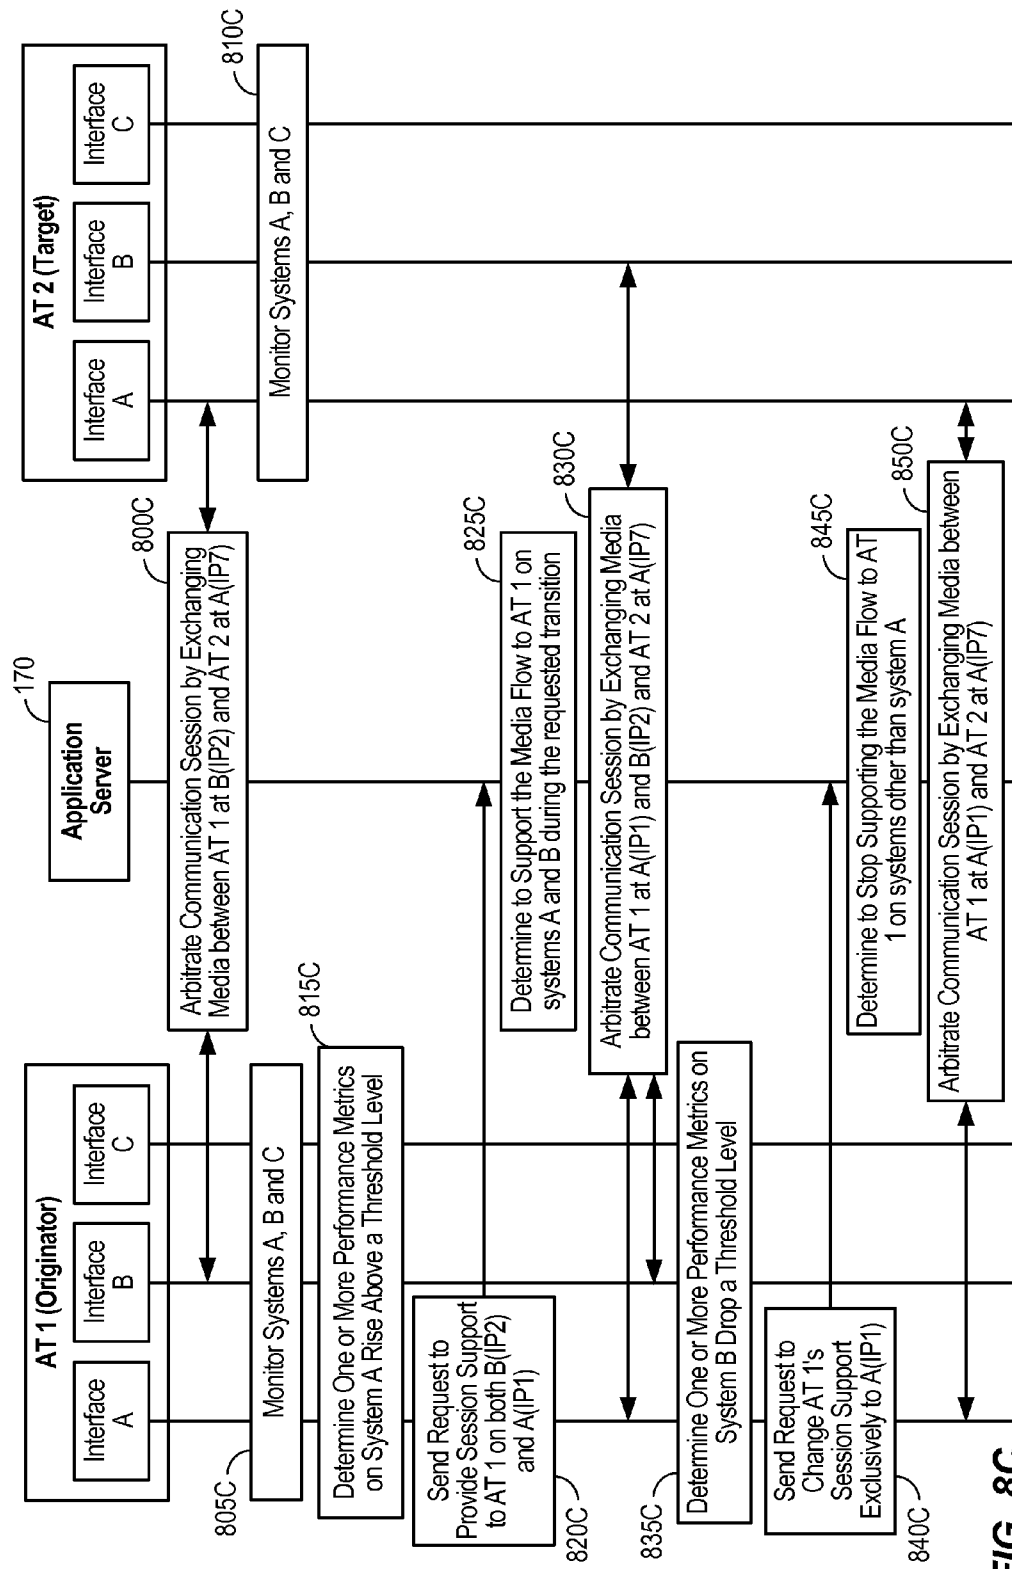 AT 1 (Originator)
Interface
A
Interface
B
Interface
C
Application
Server
170
AT 2 (Target)
Interface
A
Interface
B
Interface
C
Arbitrate Communication Session by Exchanging
Media between AT 1 at B(IP2) and AT 2 at A(IP7)
800C
Monitor Systems A, B and C
805C
Monitor Systems A, B and C
810C
Determine One or More Performance Metrics
on System A Rise Above a Threshold Level
815C
Send Request to
Provide Session Support
to AT 1 on both B(IP2)
and A(IP1)
820C
Determine to Support the Media Flow to AT 1 on
systems A and B during the requested transition
825C
Arbitrate Communication Session by Exchanging Media
between AT 1 at A(IP1) and B(IP2) and AT 2 at A(IP7)
830C
Determine One or More Performance Metrics on
System B Drop a Threshold Level
835C
Send Request to
Change AT 1's
Session Support
Exclusively to A(IP1)
840C
Determine to Stop Supporting the Media Flow to AT
1 on systems other than system A
845C
Arbitrate Communication Session by Exchanging Media between
AT 1 at A(IP1) and AT 2 at A(IP7)
850C
FIG. 8C